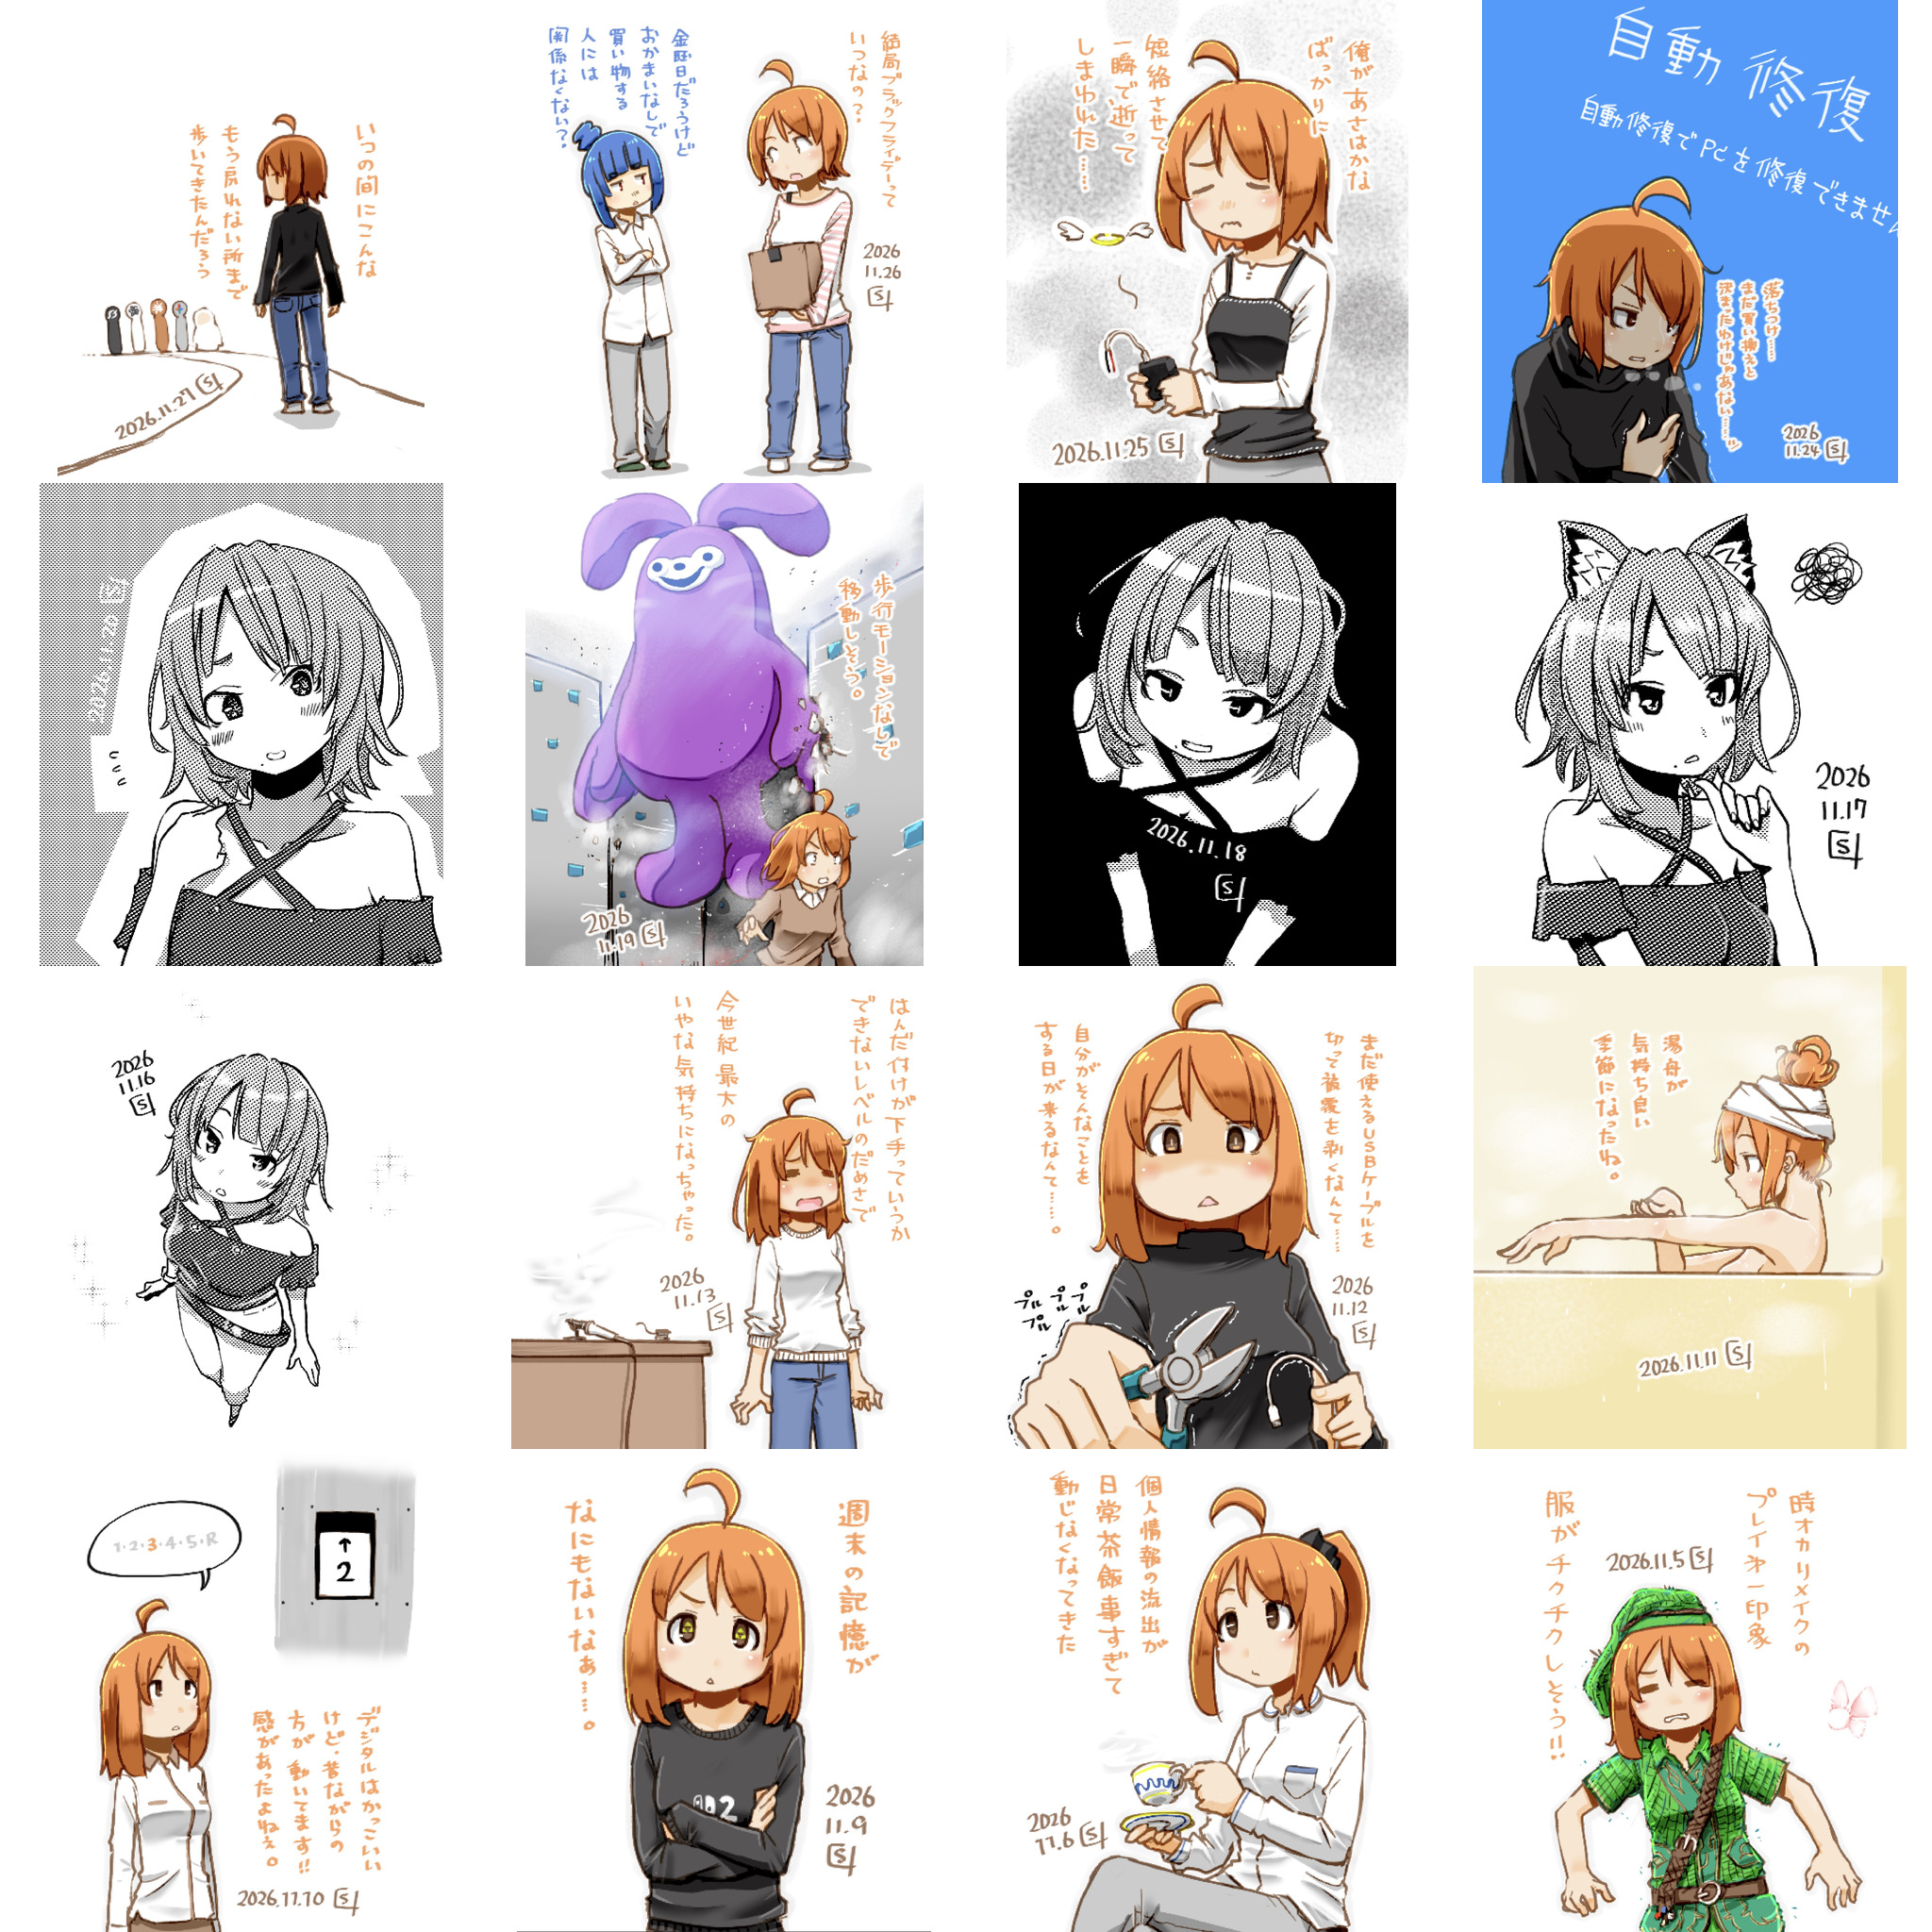 いつの間にこんな
もう戻れない所まで
歩いてきたんだろう
2026.11.27
結局ブラックフライデーって
いつなの?
金曜日だろうけど
おかまいなしで
買い物する
人には
関係なくない?
2026
11.26
俺があさはかな
ばっかりに
短絡させて
一瞬で逝って
しまわれた……
2026.11.25
自動修復
自動修復でPCを修復できません
落ちつけ……
まだ買い換えと
決まったわけじゃあない……ッ
2026
11.24
2026.11.20
歩行モーションなしで
移動しそう。
2026
11.19
2026.11.18
2026
11.17
2026
11.16
はんだ付けが下手っていうか
できないレベルのだめさで
今世紀最大の
いやな気持ちになっちゃった。
2026
11.13
まだ使えるUSBケーブルを
切って被覆を剥くなんて……
自分がそんなことを
する日が来るなんて……。
プルプルプル
プル
2026
11.12
湯舟が
気持ち良い
季節になったね。
2026.11.11
1・2・3・4・5・R
↑
2
デジタルはかっこいい
けど、昔ながらの
方が動いてます!!
感があったよねぇ。
2026.11.10
週末の記憶が
なにもないなぁ……。
2026
11.9
個人情報の流出が
日常茶飯事すぎて
動じなくなってきた
2026
11.6
時オカリメイクの
プレイ第一印象
服がチクチクしそう!!
2026.11.5